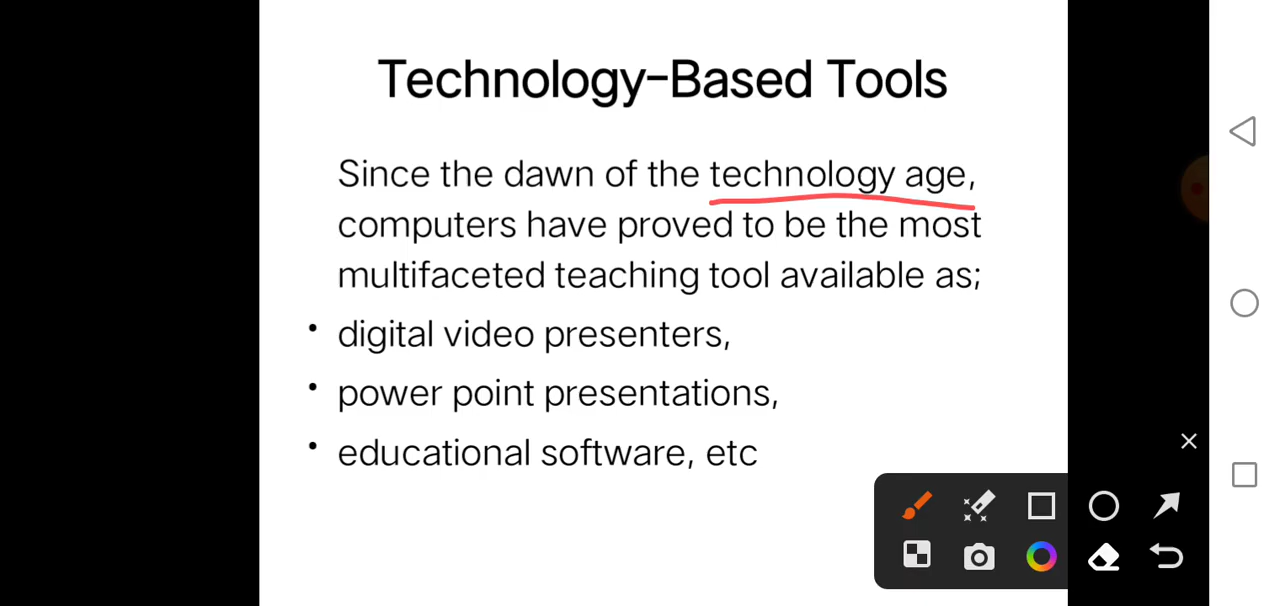 Technology-Based Tools
Since the dawn of the technology age,
computers have proved to be the most
multifaceted teaching tool available as;
• digital video presenters,
• power point presentations,
• educational software, etc